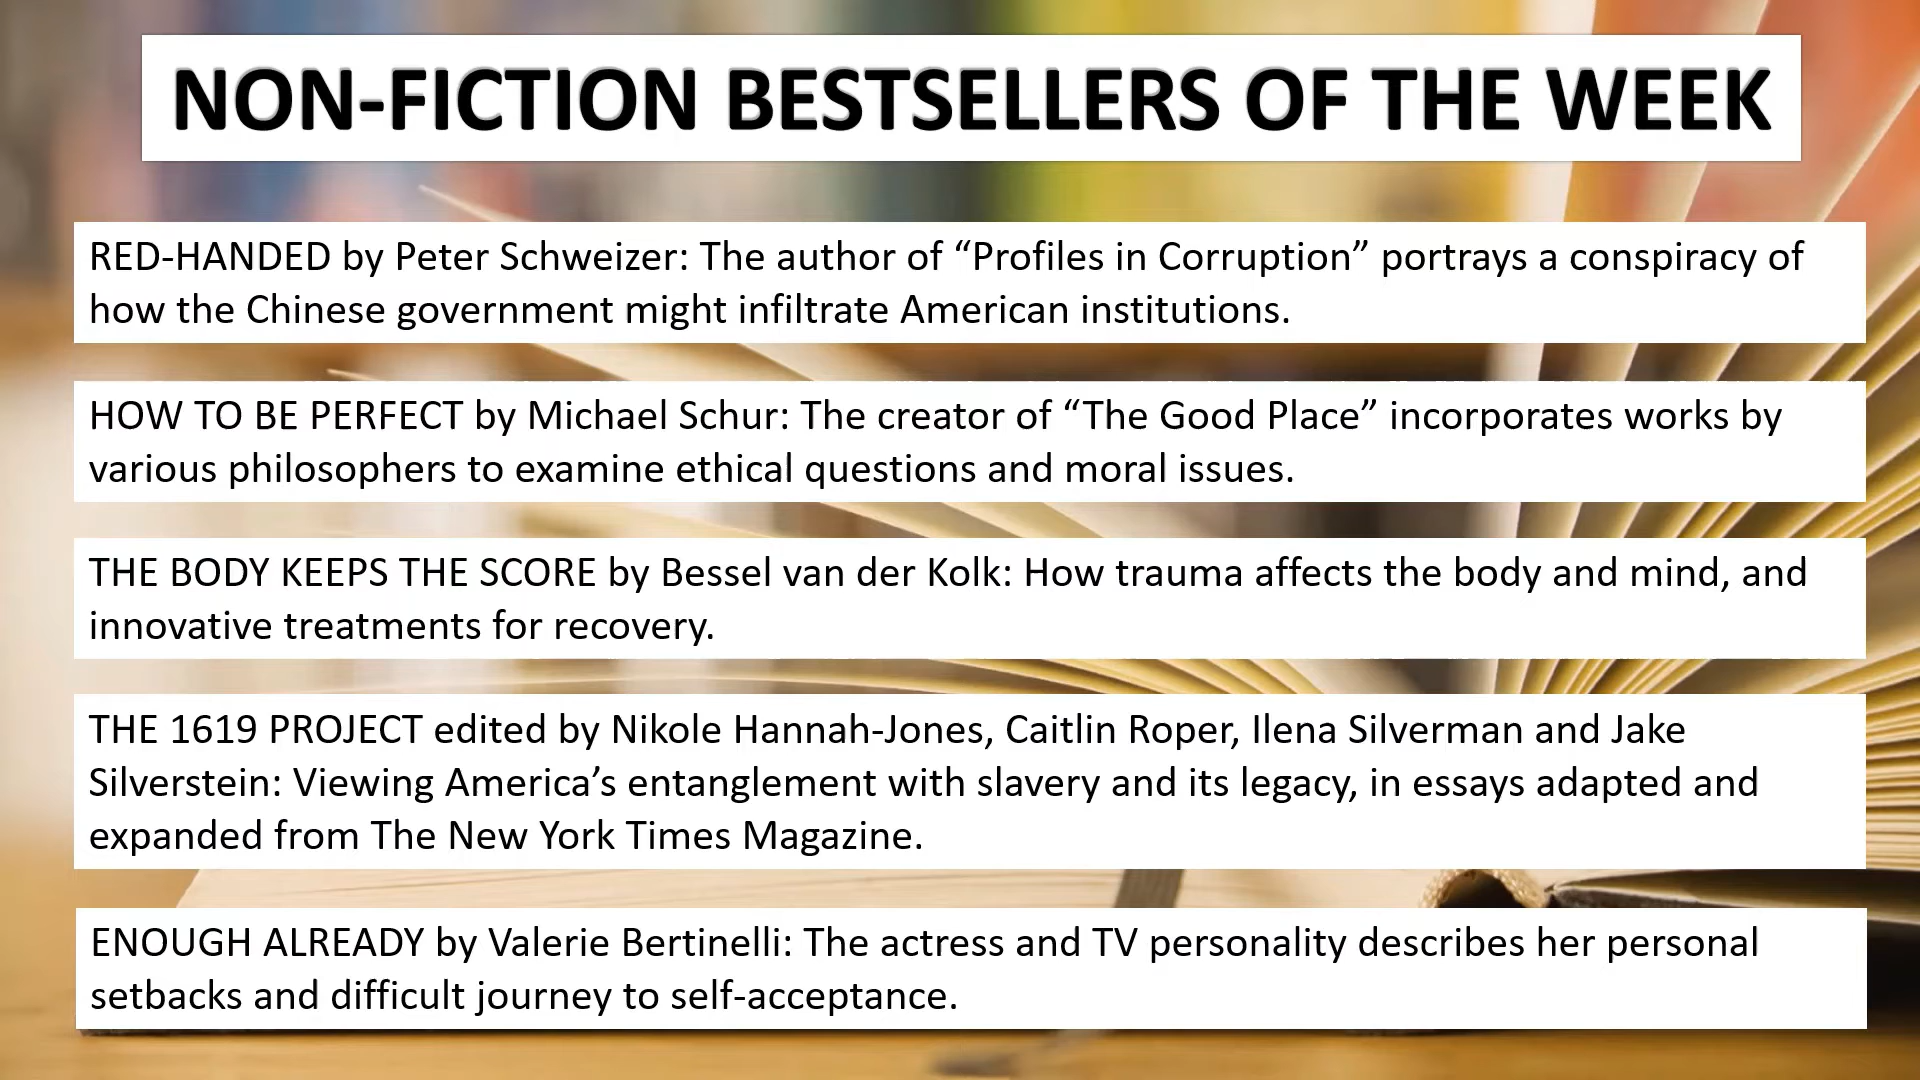 NON-FICTION BESTSELLERS OF THE WEEK
RED-HANDED by Peter Schweizer: The author of “Profiles in Corruption” portrays a conspiracy of
how the Chinese government might infiltrate American institutions.
HOW TO BE PERFECT by Michael Schur: The creator of “The Good Place” incorporates works by
various philosophers to examine ethical questions and moral issues.
THE BODY KEEPS THE SCORE by Bessel van der Kolk: How trauma affects the body and mind, and
innovative treatments for recovery.
THE 1619 PROJECT edited by Nikole Hannah-Jones, Caitlin Roper, Ilena Silverman and Jake
Silverstein: Viewing America’s entanglement with slavery and its legacy, in essays adapted and
expanded from The New York Times Magazine.
ENOUGH ALREADY by Valerie Bertinelli: The actress and TV personality describes her personal
setbacks and difficult journey to self-acceptance.